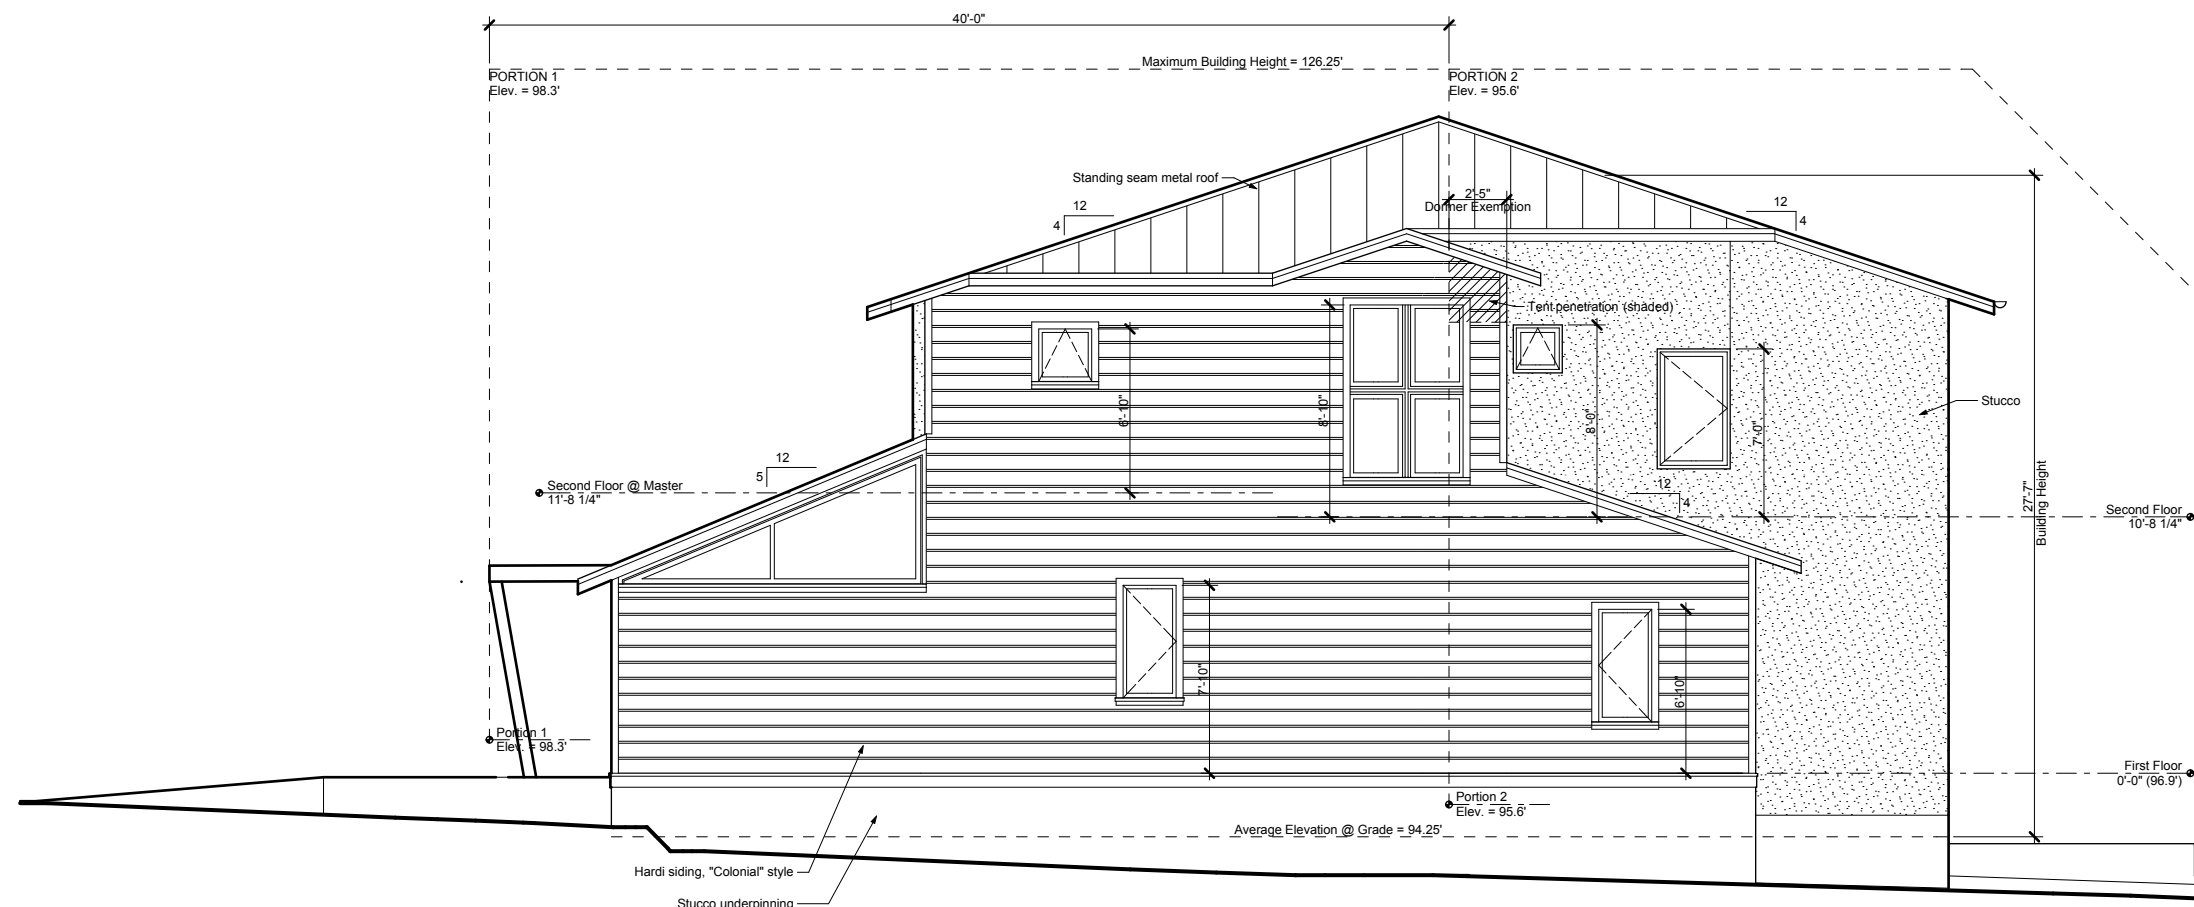 40'-0"
Maximum Building Height = 126.25'
PORTION 1
Elev. = 98.3'
PORTION 2
Elev. = 95.6'
Standing seam metal roof
12
4
2'-5"
Dormer Exemption
12
4
Tent penetration (shaded)
6'-10"
8'-10"
8'-0"
7'-0"
Stucco
12
5
Second Floor @ Master
11'-8 1/4"
12
4
27'-7"
Building Height
Second Floor
10'-8 1/4"
7'-10"
6'-10"
Portion 1
Elev. = 98.3'
First Floor
0'-0" (96.9')
Portion 2
Elev. = 95.6'
Average Elevation @ Grade = 94.25'
Hardi siding, "Colonial" style
Stucco underpinning